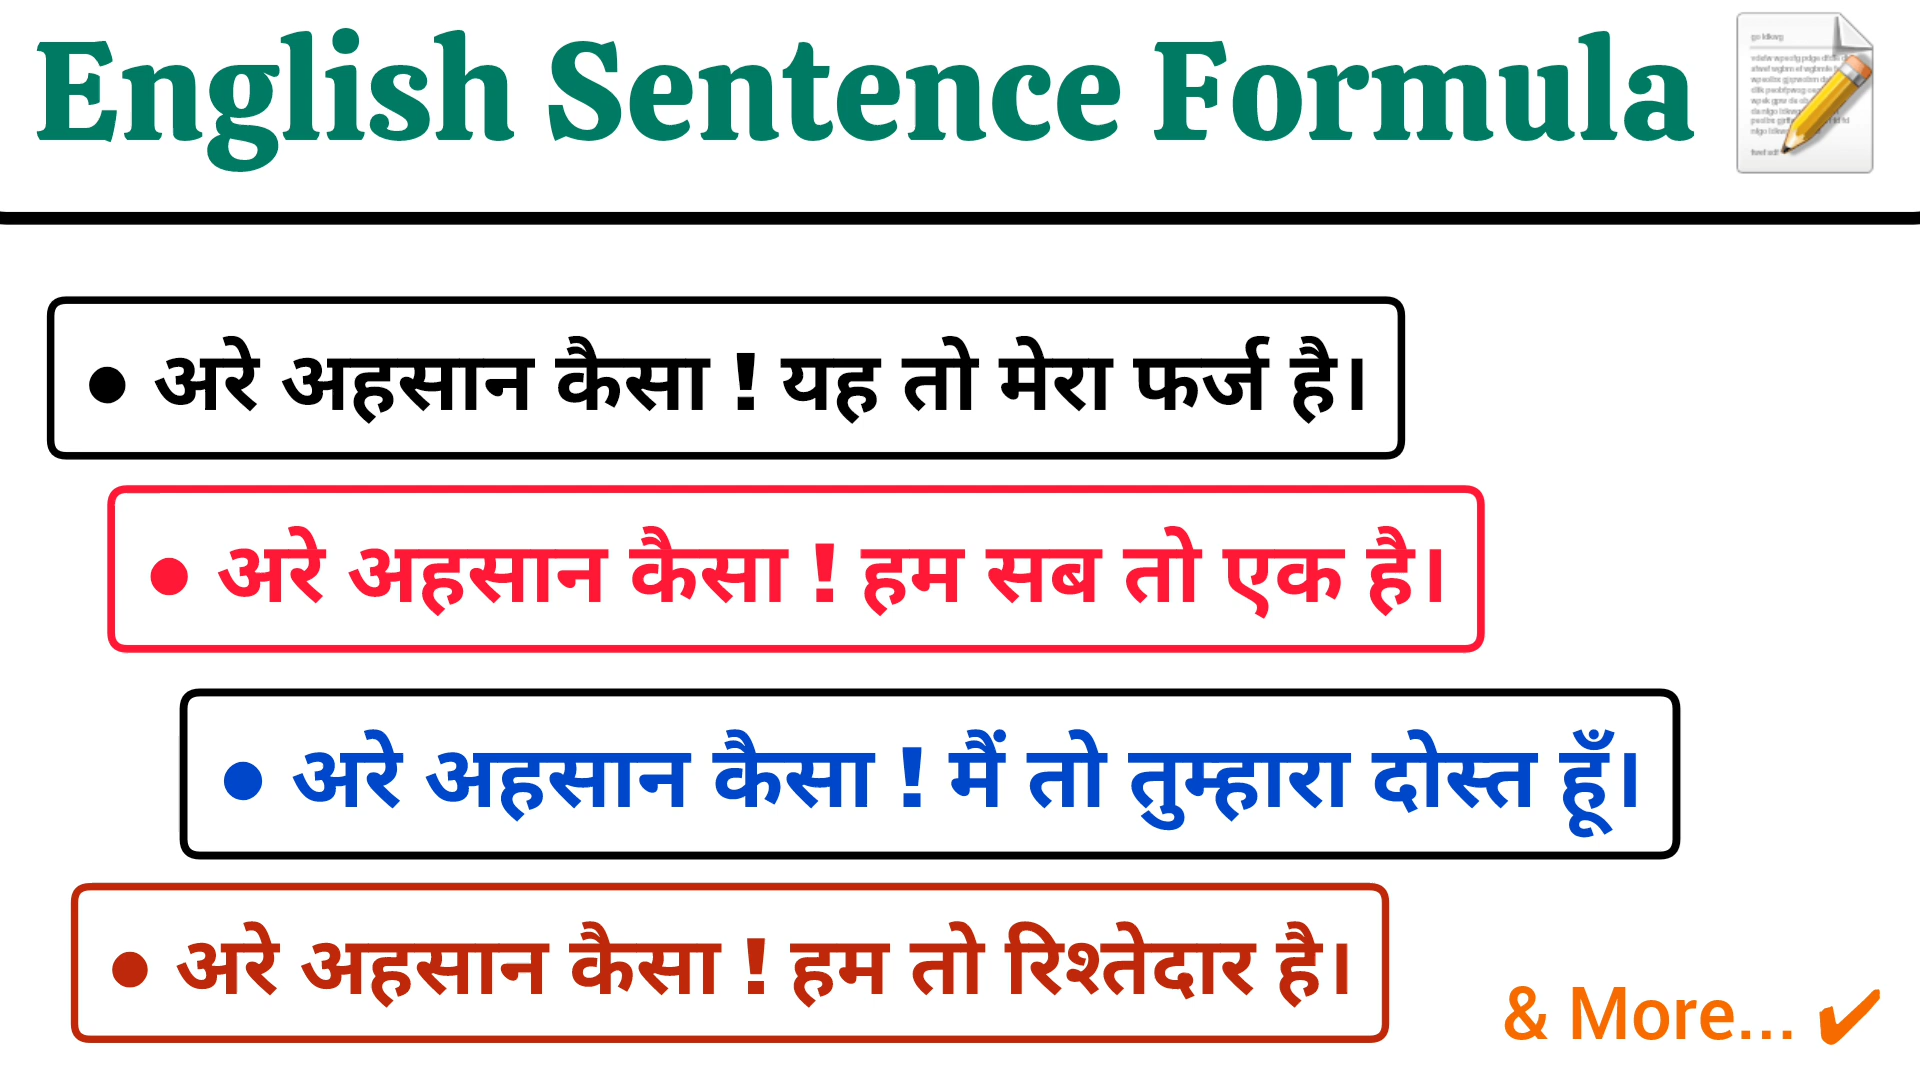 English Sentence Formula
● अरे अहसान कैसा ! यह तो मेरा फर्ज है।
● अरे अहसान कैसा ! हम सब तो एक है।
● अरे अहसान कैसा ! मैं तो तुम्हारा दोस्त हूँ।
● अरे अहसान कैसा ! हम तो रिश्तेदार है।
& More... ✔